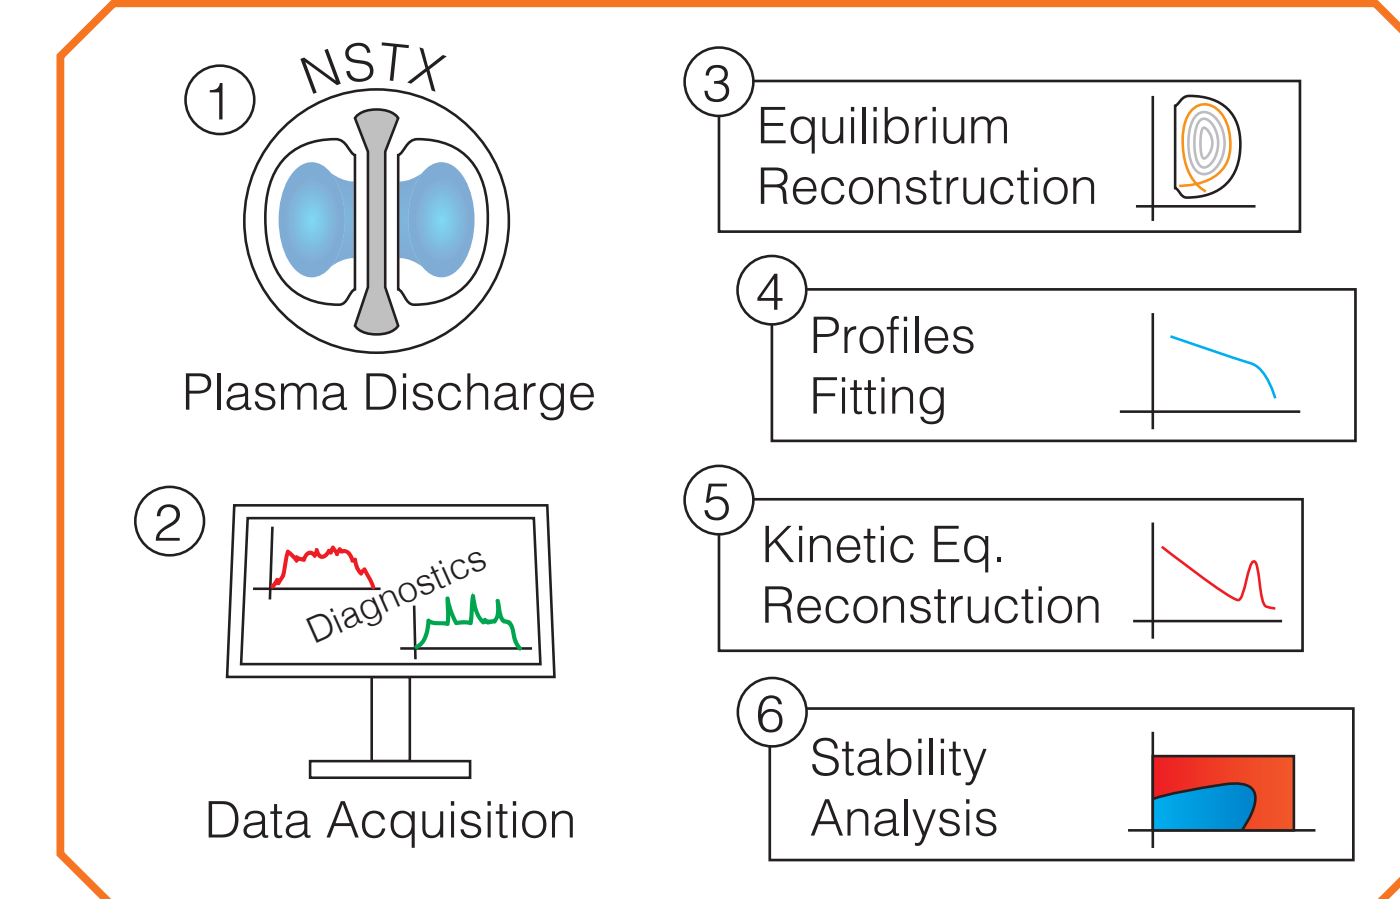 1
NSTX
Plasma Discharge
2
Diagnostics
Data Acquisition
3
Equilibrium
Reconstruction
4
Profiles
Fitting
5
Kinetic Eq.
Reconstruction
6
Stability
Analysis